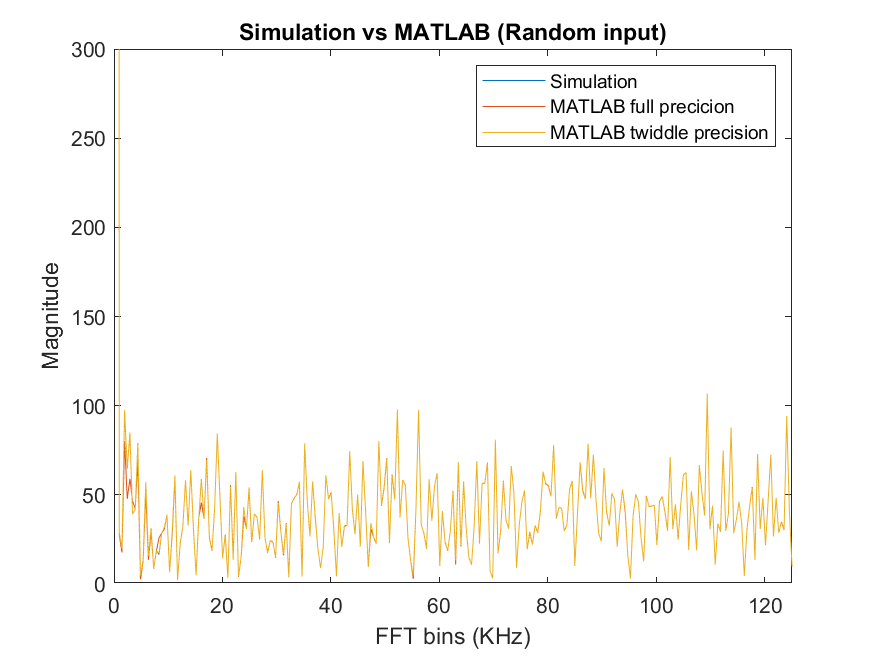 Simulation vs MATLAB (Random input)
300
250
200
150
100
50
0
Magnitude
Simulation
MATLAB full precicion
MATLAB twiddle precision
0 20 40 60 80 100 120
FFT bins (KHz)